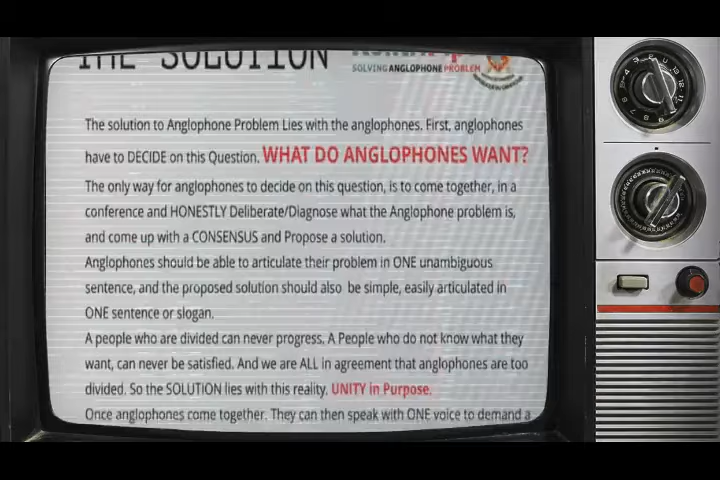 THE SOLUTION
SOLVING ANGLOPHONE PROBLEM
The solution to Anglophone Problem Lies with the anglophones. First, anglophones
have to DECIDE on this Question. WHAT DO ANGLOPHONES WANT?
The only way for anglophones to decide on this question, is to come together, in a
conference and HONESTLY Deliberate/Diagnose what the Anglophone problem is,
and come up with a CONSENSUS and Propose a solution.
Anglophones should be able to articulate their problem in ONE unambiguous
sentence, and the proposed solution should also be simple, easily articulated in
ONE sentence or slogan.
A people who are divided can never progress. A People who do not know what they
want, can never be satisfied. And we are ALL in agreement that anglophones are too
divided. So the SOLUTION lies with this reality. UNITY in Purpose.
Once anglophones come together. They can then speak with ONE voice to demand a